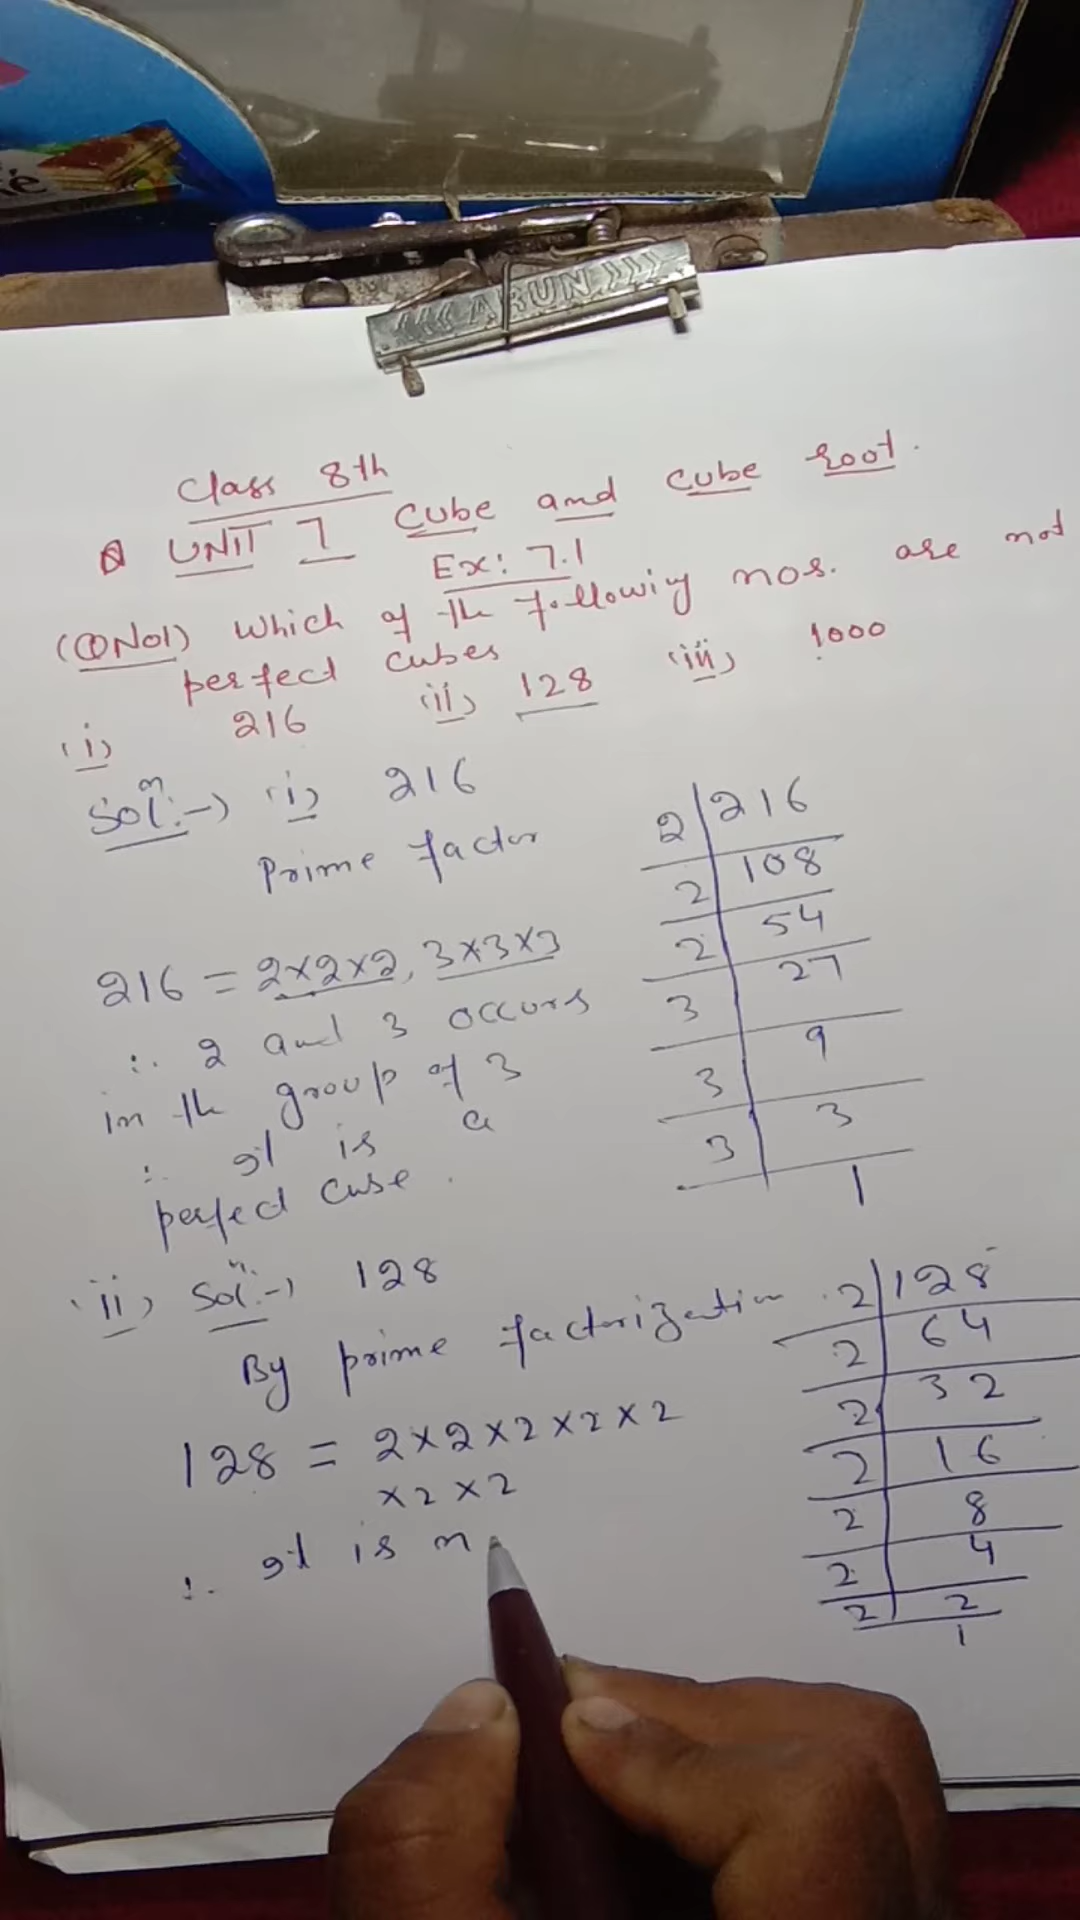 é
ARUN
Class 8th
Q UNIT 7 Cube and cube root.
Ex: 7.1
(QNo1) Which of the following nos. are not
perfect cubes
(i) 216 (ii) 128 (iii) 1000
Solⁿ:-) (i) 216
Prime factor
216 = 2×2×2, 3×3×3
∴ 2 and 3 occurs
in the group of 3
∴ It is a
perfect cube.
2 | 216
2 | 108
2 | 54
3 | 27
3 | 9
3 | 3
1
(ii) Solⁿ:-) 128
By prime factorization
128 = 2×2×2×2×2
×2×2
∴ It is n
2 | 128
2 | 64
2 | 32
2 | 16
2 | 8
2 | 4
2 | 2
1